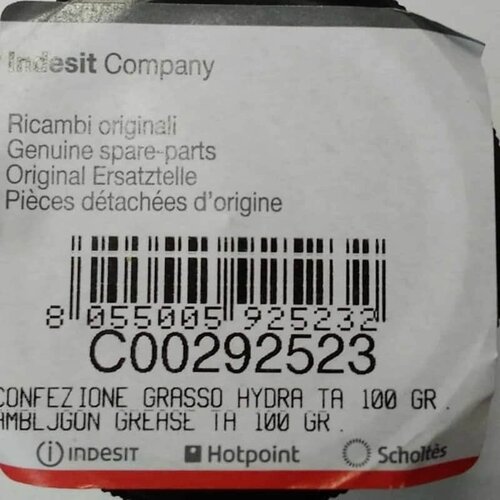 Indesit Company
Ricambi originali
Genuine spare-parts
Original Ersatztelle
Pièces détachées d'origine
8 055005 925232
C00292523
CONFEZIONE GRASSO HYDRA TA 100 GR.
AMBLJGON GREASE TA 100 GR.
INDESIT Hotpoint Scholtès